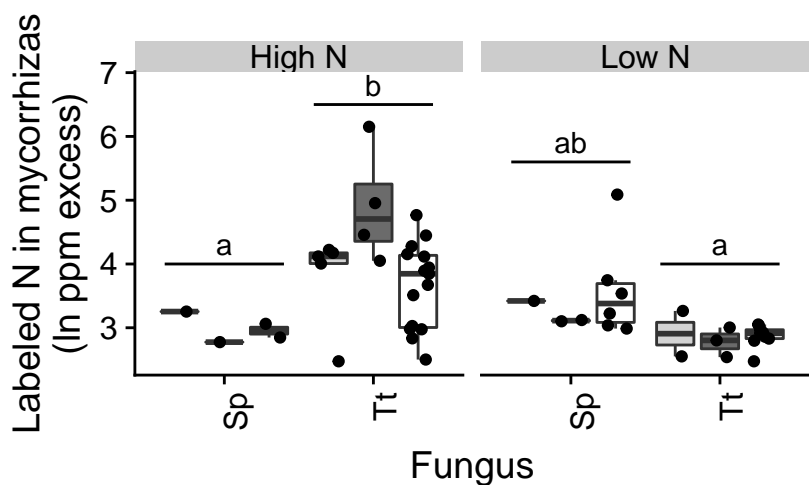 High N Low N
Labeled N in mycorrhizas
(ln ppm excess)
7
6
5
4
3
a
b
ab
a
Sp Tt Sp Tt
Fungus